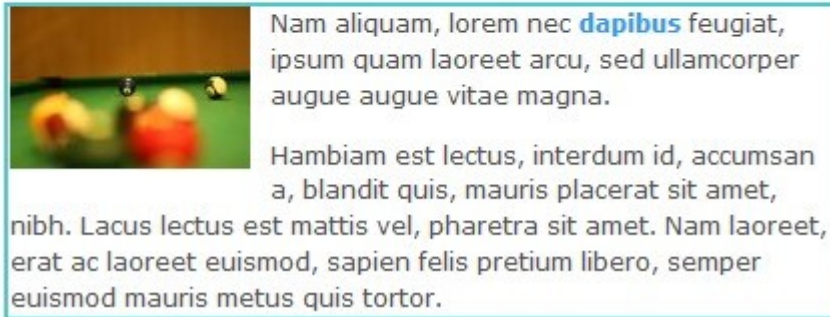 Nam aliquam, lorem nec dapibus feugiat,
ipsum quam laoreet arcu, sed ullamcorper
augue augue vitae magna.
Hambiam est lectus, interdum id, accumsan
a, blandit quis, mauris placerat sit amet,
nibh. Lacus lectus est mattis vel, pharetra sit amet. Nam laoreet,
erat ac laoreet euismod, sapien felis pretium libero, semper
euismod mauris metus quis tortor.